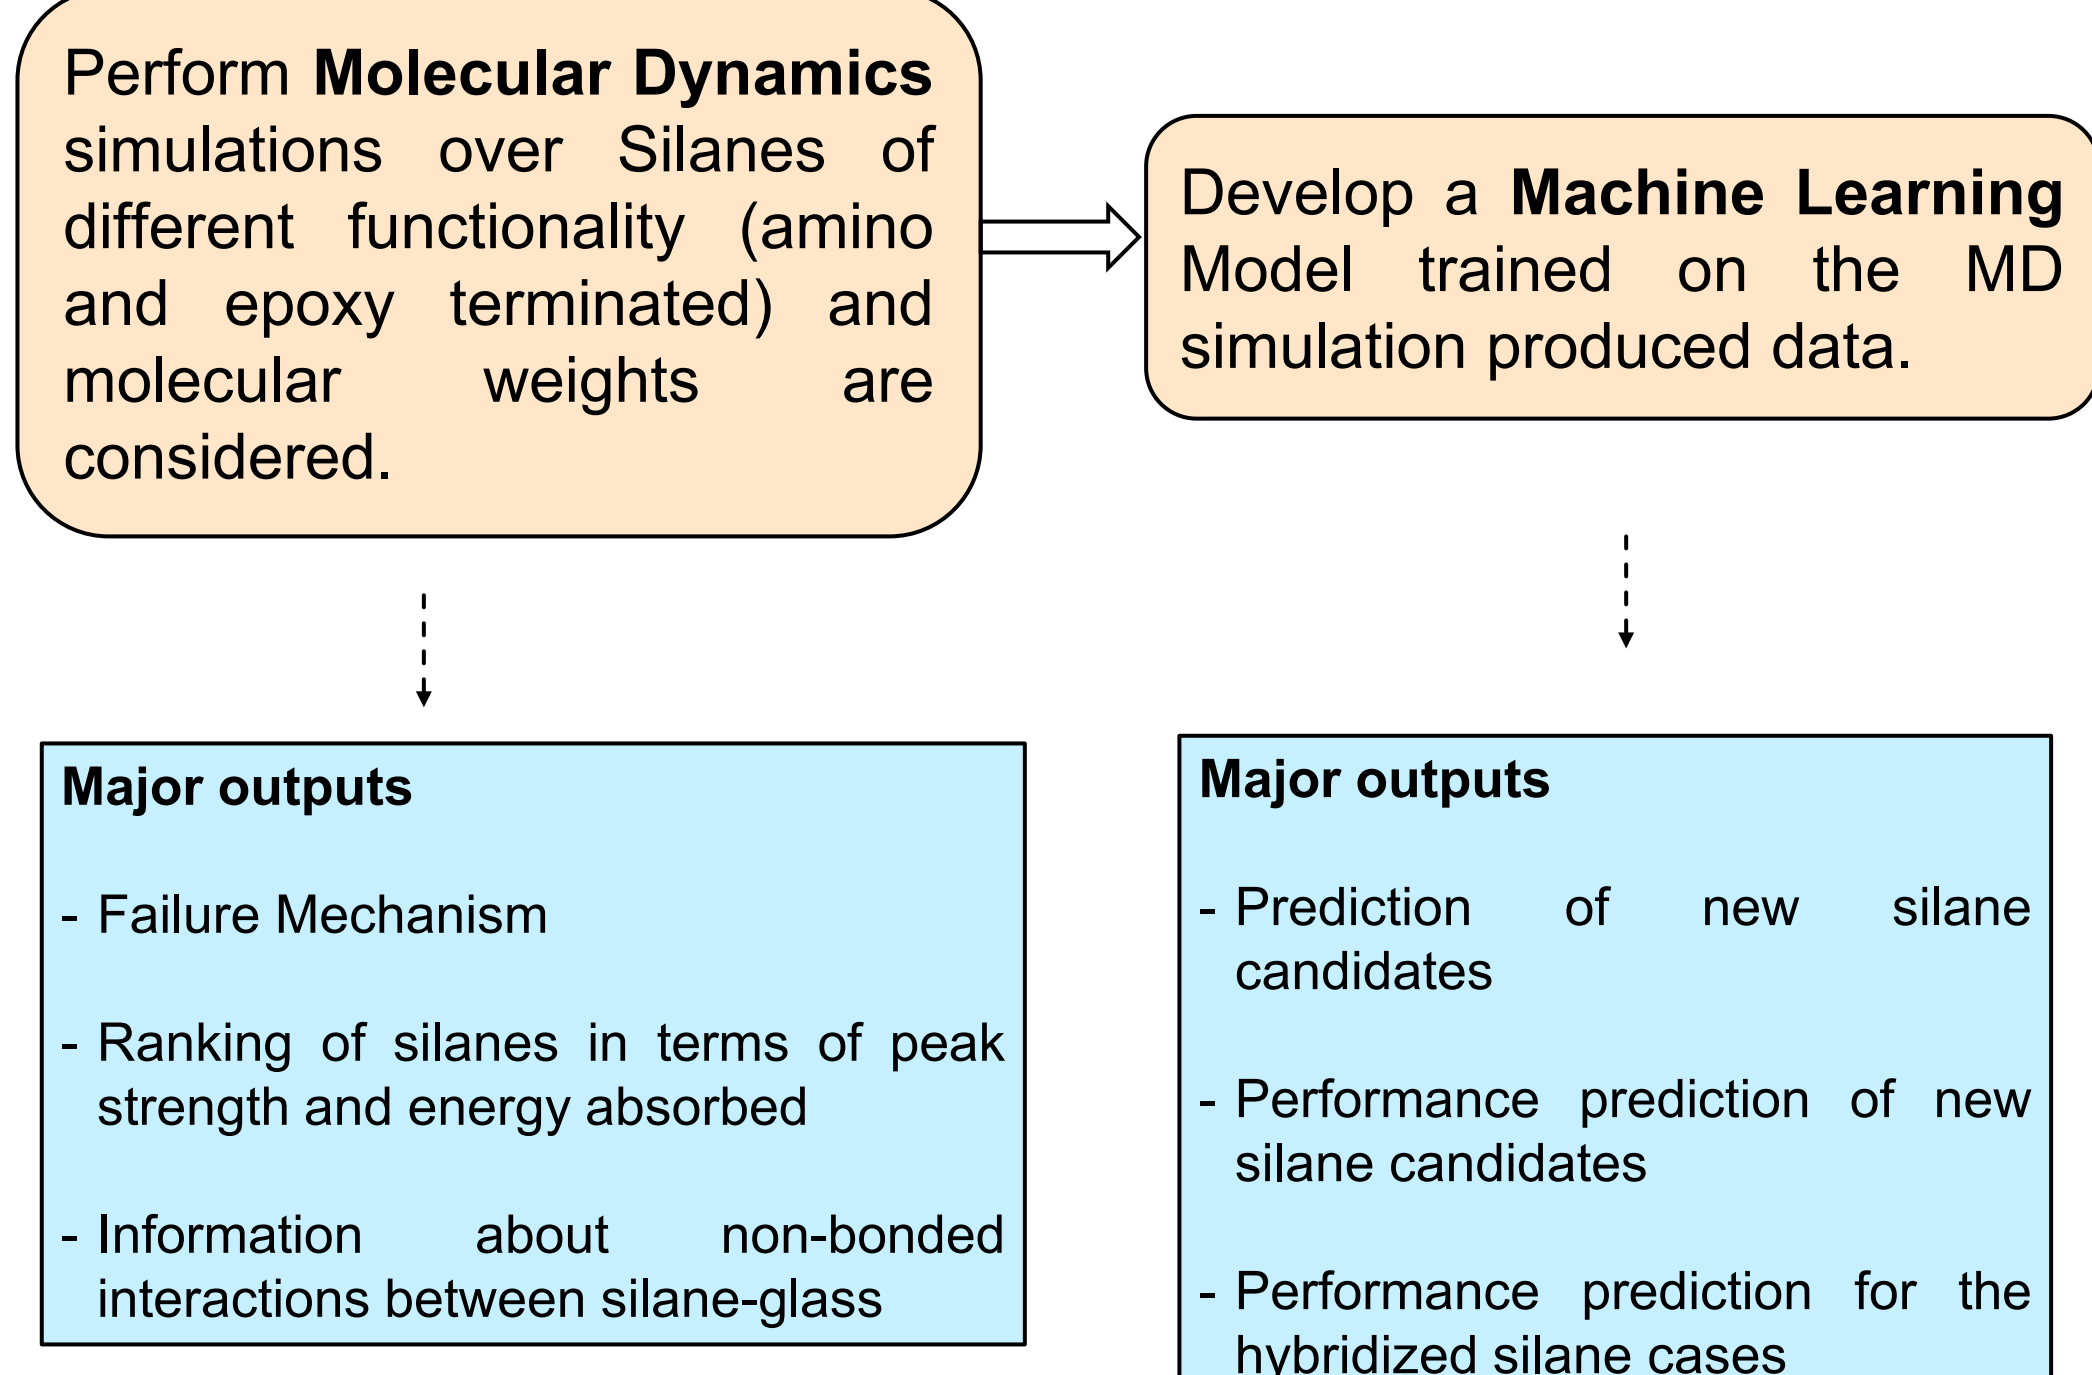 Perform Molecular Dynamics
simulations over Silanes of
different functionality (amino
and epoxy terminated) and
molecular weights are
considered.
Develop a Machine Learning
Model trained on the MD
simulation produced data.
Major outputs
- Failure Mechanism
- Ranking of silanes in terms of peak
strength and energy absorbed
- Information about non-bonded
interactions between silane-glass
Major outputs
- Prediction of new silane
candidates
- Performance prediction of new
silane candidates
- Performance prediction for the
hybridized silane cases